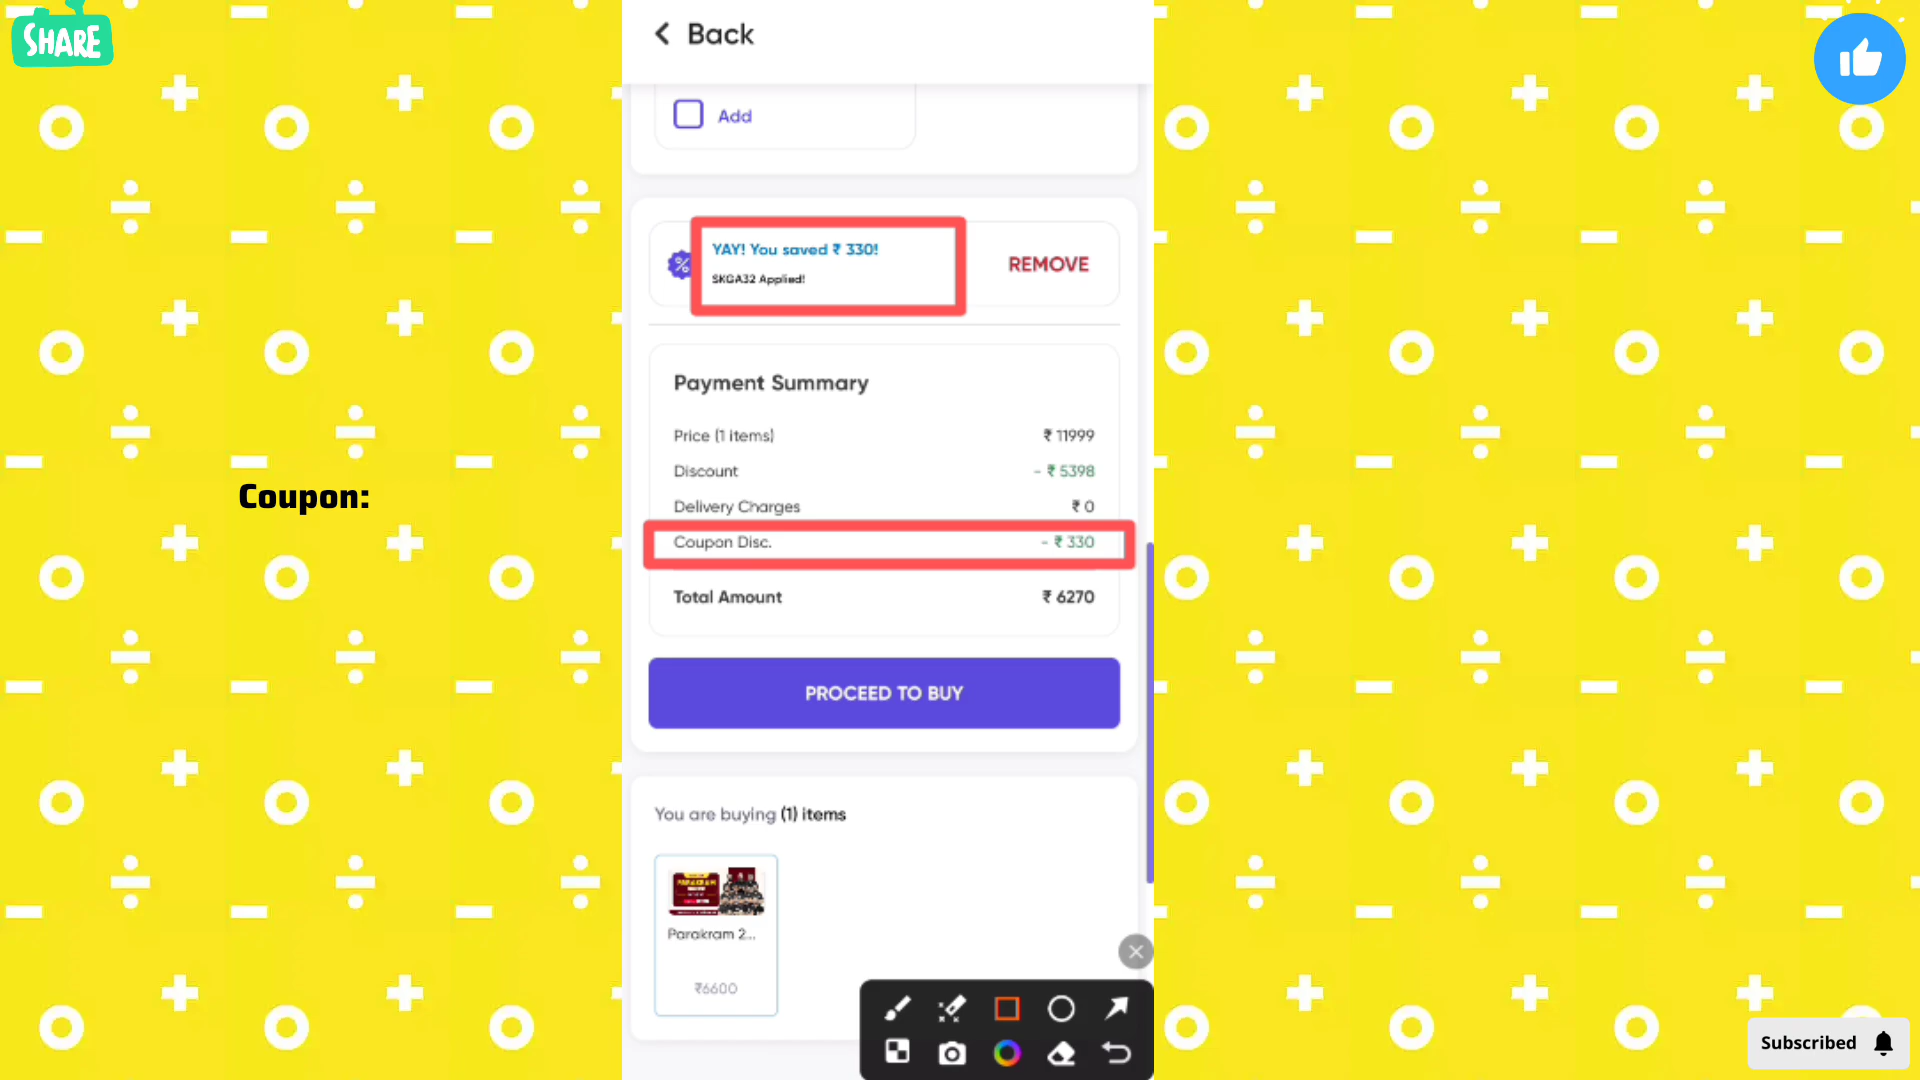 SHARE
Back
Add
YAY! You saved ₹ 330!
SKGA32 Applied!
REMOVE
Payment Summary
Price (1 items) ₹ 11999
Discount - ₹ 5398
Delivery Charges ₹ 0
Coupon Disc. - ₹ 330
Total Amount ₹ 6270
PROCEED TO BUY
You are buying (1) items
PARAKRAM
Parakram 2...
₹6600
Coupon:
Subscribed